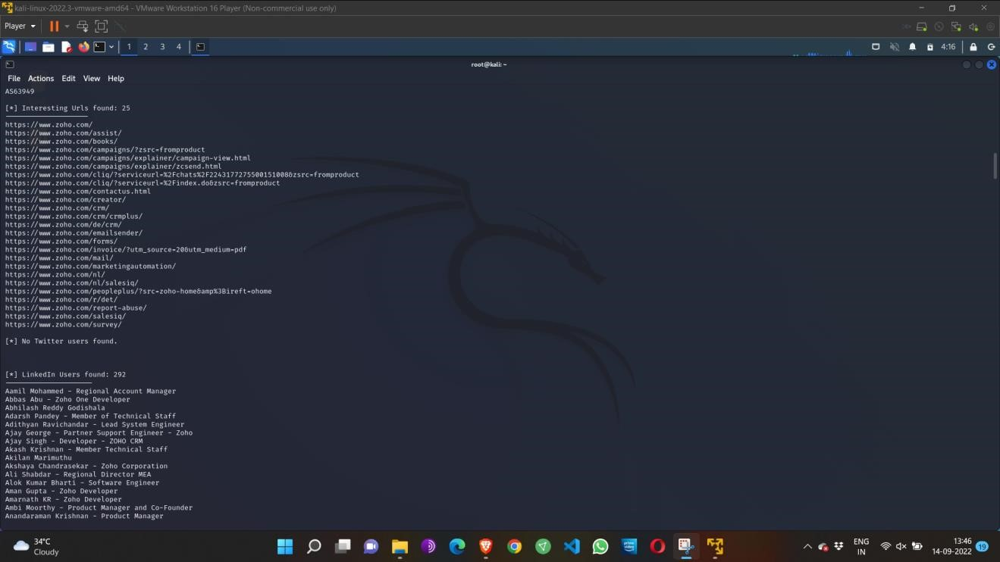 kali-linux-2022.3-vmware-amd64 - VMware Workstation 16 Player (Non-commercial use only)
Player
1 2 3 4
4:16
root@kali: ~
File Actions Edit View Help
AS63949
[*] Interesting Urls found: 25
https://www.zoho.com/
https://www.zoho.com/assist/
https://www.zoho.com/books/
https://www.zoho.com/campaigns/?zsrc=fromproduct
https://www.zoho.com/campaigns/explainer/campaign-view.html
https://www.zoho.com/campaigns/explainer/zcsend.html
https://www.zoho.com/cliq/?serviceurl=%2Fchats%2F2243177275500151008&zsrc=fromproduct
https://www.zoho.com/cliq/?serviceurl=%2Findex.do&zsrc=fromproduct
https://www.zoho.com/contactus.html
https://www.zoho.com/creator/
https://www.zoho.com/crm/
https://www.zoho.com/crm/crmplus/
https://www.zoho.com/de/crm/
https://www.zoho.com/emailsender/
https://www.zoho.com/forms/
https://www.zoho.com/invoice/?utm_source=20&utm_medium=pdf
https://www.zoho.com/mail/
https://www.zoho.com/marketingautomation/
https://www.zoho.com/nl/
https://www.zoho.com/nl/salesiq/
https://www.zoho.com/peopleplus/?src=zoho-home&amp%3Bireft=ohome
https://www.zoho.com/r/det/
https://www.zoho.com/report-abuse/
https://www.zoho.com/salesiq/
https://www.zoho.com/survey/
[*] No Twitter users found.
[*] LinkedIn Users found: 292
Aamil Mohammed - Regional Account Manager
Abbas Abu - Zoho One Developer
Abhilash Reddy Godishala
Adarsh Pandey - Member of Technical Staff
Adithyan Ravichandar - Lead System Engineer
Ajay George - Partner Support Engineer - Zoho
Ajay Singh - Developer - ZOHO CRM
Akash Krishnan - Member Technical Staff
Akilan Marimuthu
Akshaya Chandrasekar - Zoho Corporation
Ali Shabdar - Regional Director MEA
Alok Kumar Bharti - Software Engineer
Aman Gupta - Zoho Developer
Amarnath KR - Zoho Developer
Ambi Moorthy - Product Manager and Co-Founder
Anandaraman Krishnan - Product Manager
34°C
Cloudy
prime video
ENG
IN
13:46
14-09-2022
19